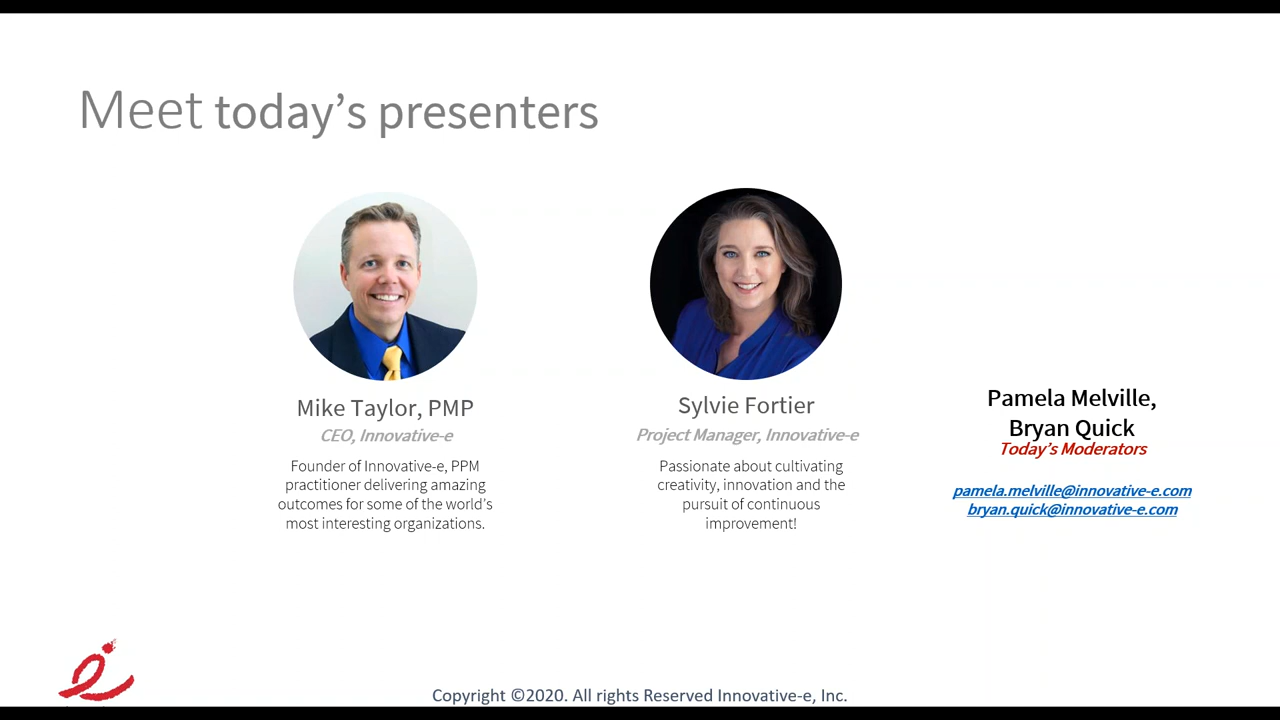 Meet today's presenters
Mike Taylor, PMP
CEO, Innovative-e
Founder of Innovative-e, PPM
practitioner delivering amazing
outcomes for some of the world's
most interesting organizations.
Sylvie Fortier
Project Manager, Innovative-e
Passionate about cultivating
creativity, innovation and the
pursuit of continuous
improvement!
Pamela Melville,
Bryan Quick
Today's Moderators
pamela.melville@innovative-e.com
bryan.quick@innovative-e.com
Copyright ©2020. All rights Reserved Innovative-e, Inc.